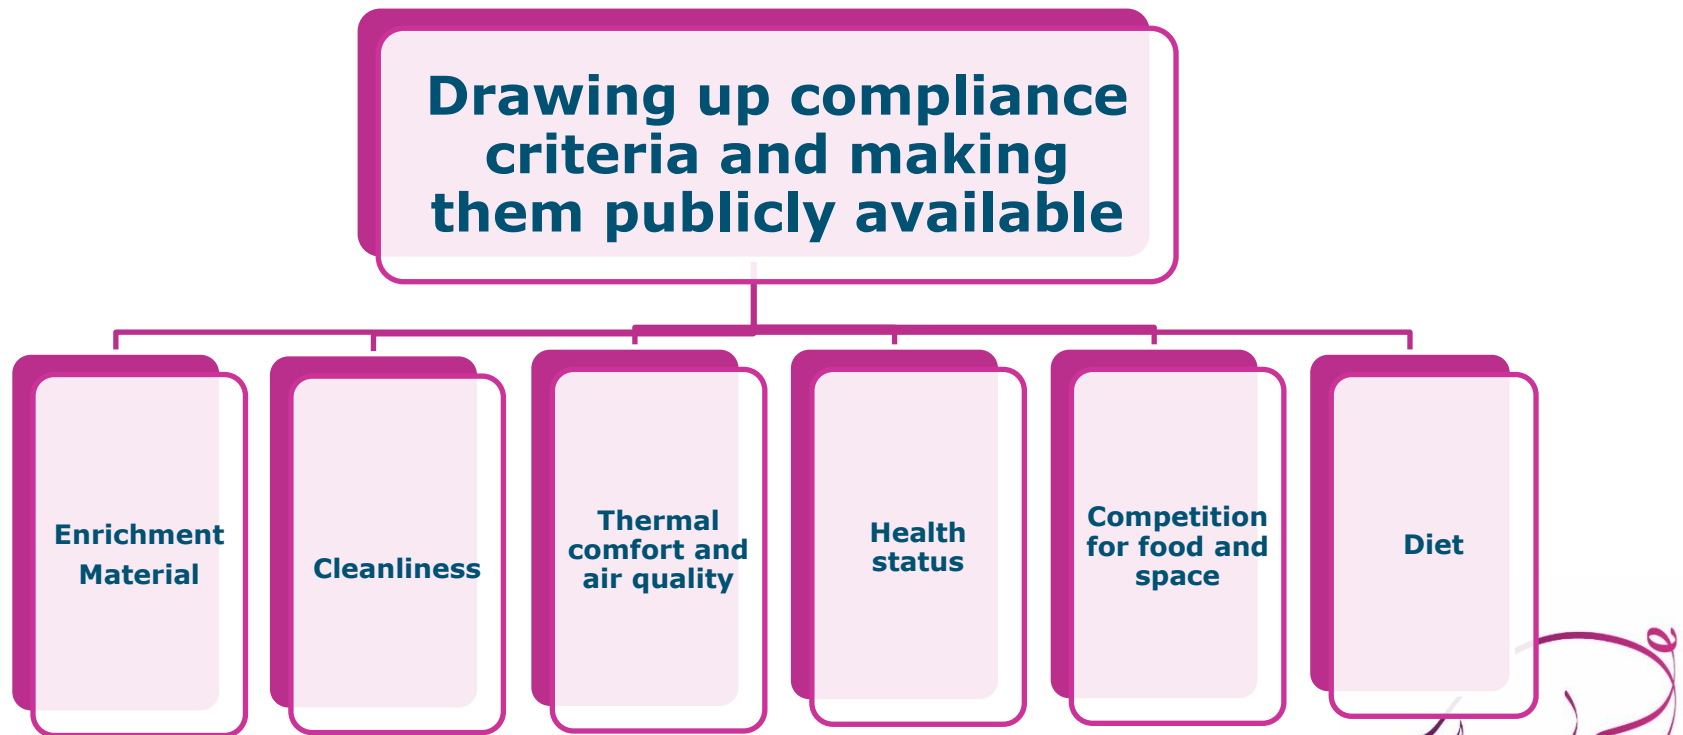 Drawing up compliance
criteria and making
them publicly available
Enrichment
Material
Cleanliness
Thermal
comfort and
air quality
Health
status
Competition
for food and
space
Diet